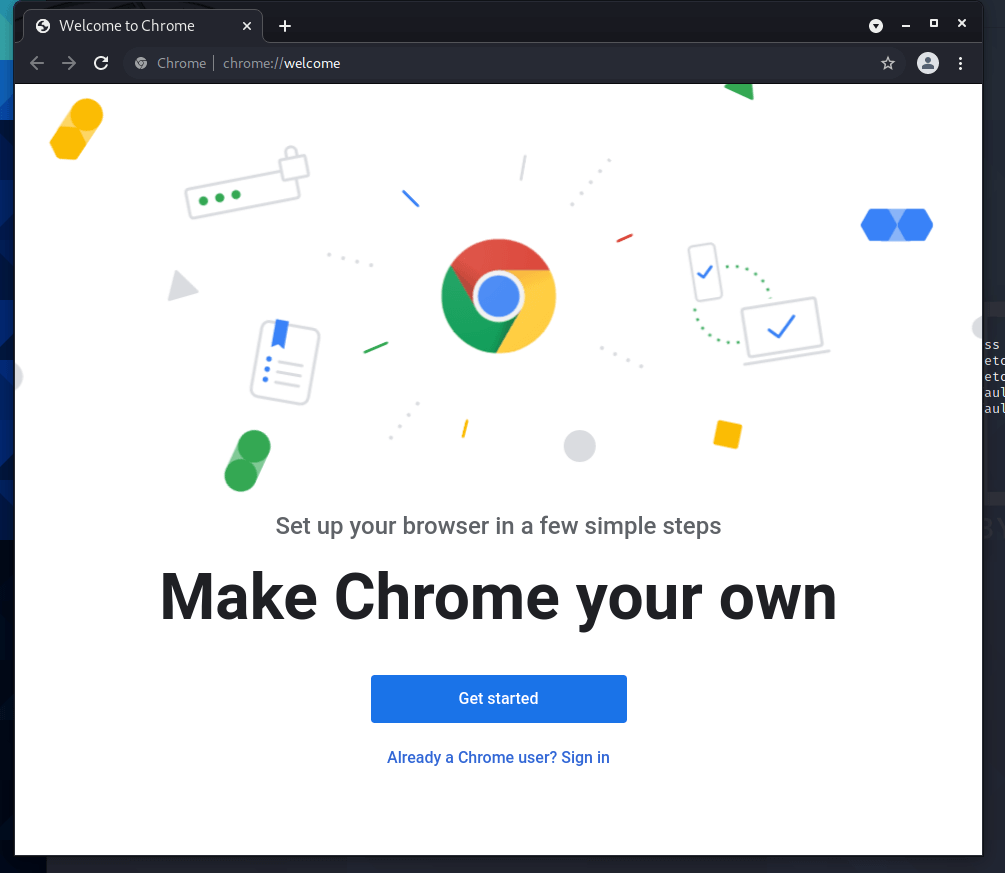 Welcome to Chrome
Chrome | chrome://welcome
ss
etc
etc
aul
aul
Set up your browser in a few simple steps
Make Chrome your own
Get started
Already a Chrome user? Sign in